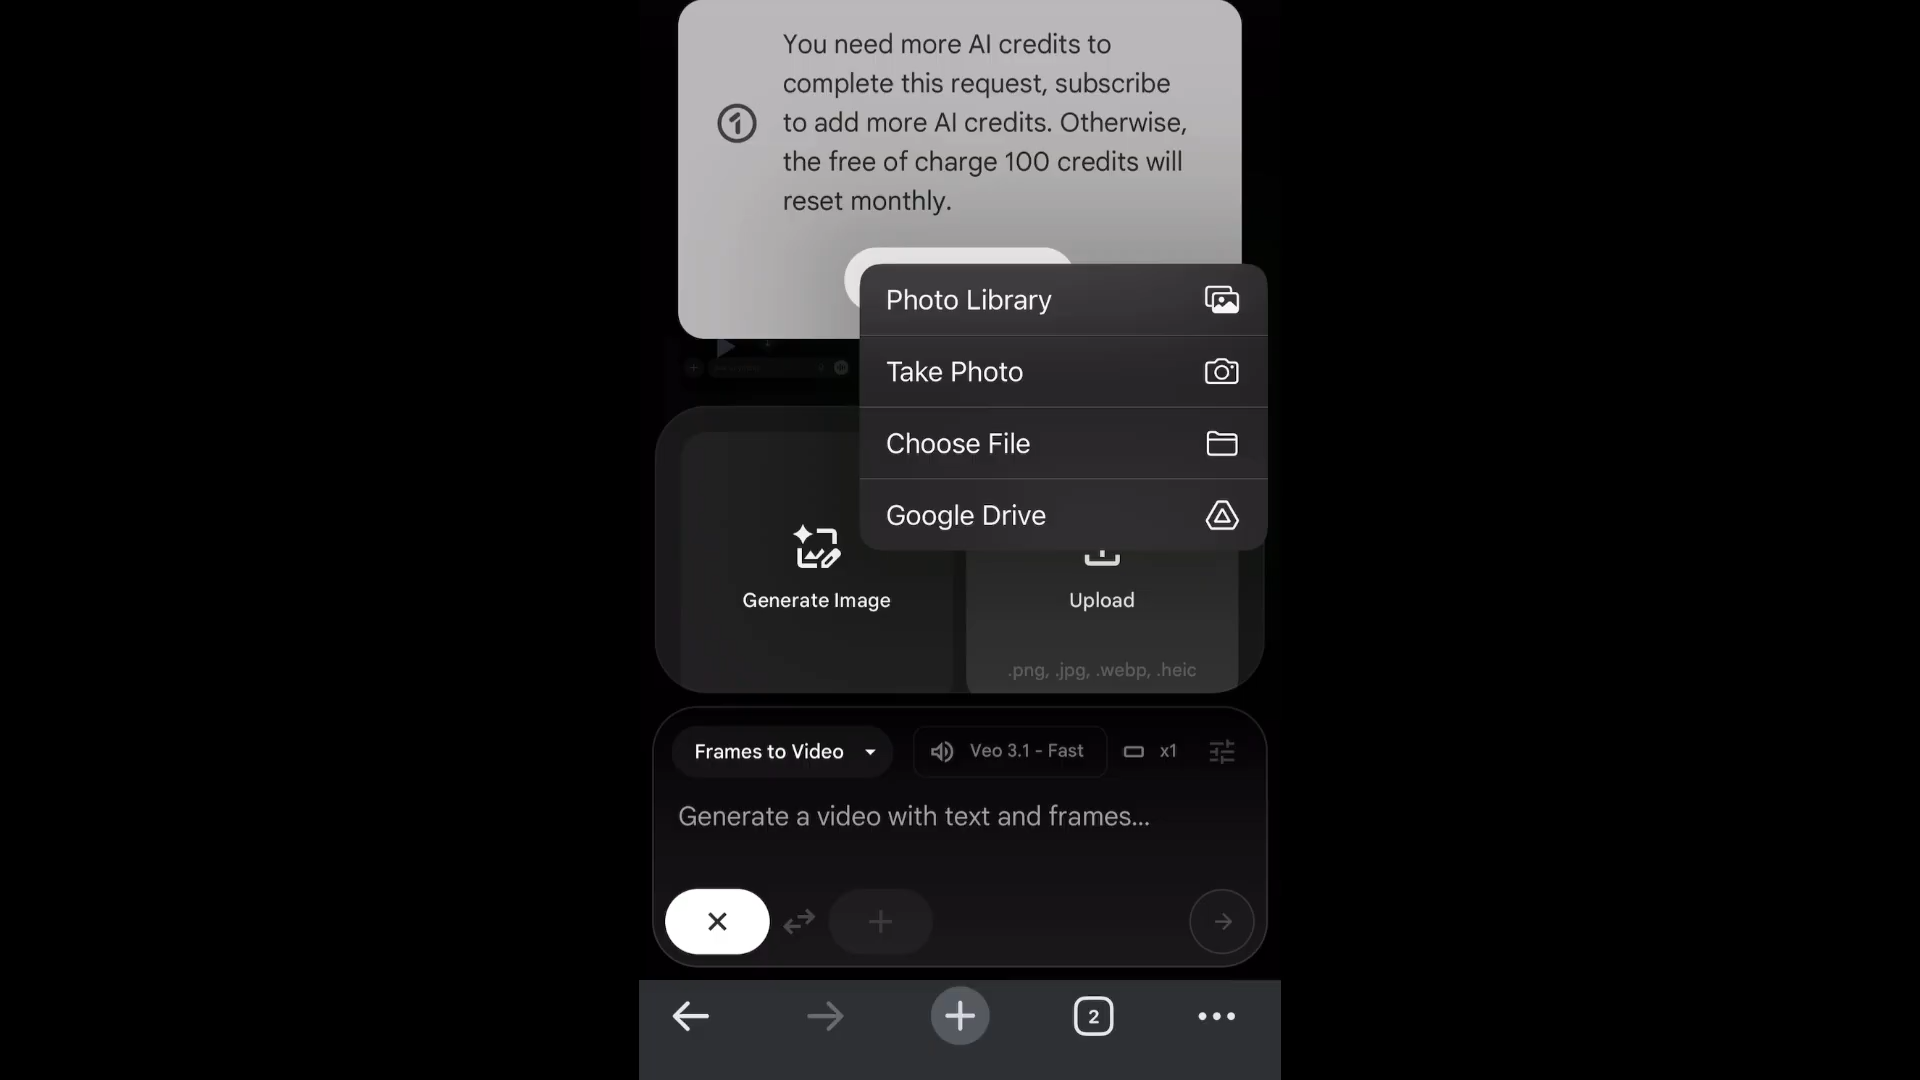 You need more AI credits to
complete this request, subscribe
to add more AI credits. Otherwise,
the free of charge 100 credits will
reset monthly.
Photo Library
Take Photo
Choose File
Google Drive
Generate Image
Upload
.png, .jpg, .webp, .heic
Frames to Video
Veo 3.1 - Fast
x1
Generate a video with text and frames...
2